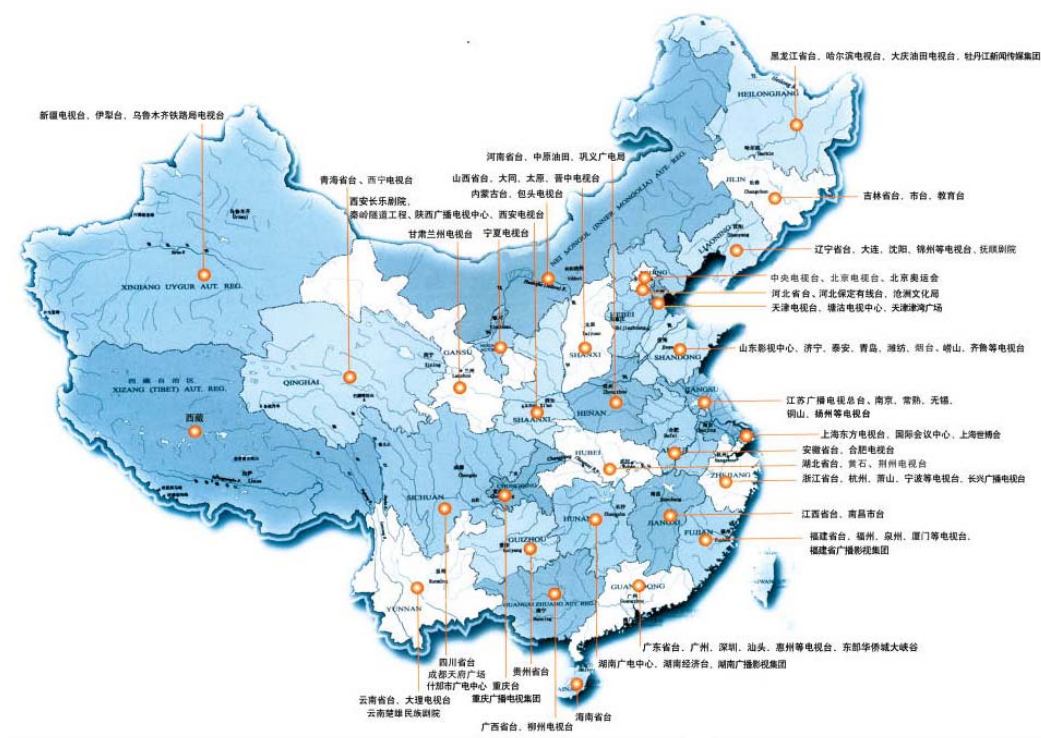 黑龙江省台、哈尔滨电视台、大庆油田电视台、牡丹江新闻传媒集团
HEILONGJIANG
新疆电视台、伊犁台、乌鲁木齐铁路局电视台
河南省台、中原油田、巩义广电局
青海省台、西宁电视台
山西省台、大同、太原、晋中电视台
内蒙古台、包头电视台
西安长乐剧院、
秦岭隧道工程、陕西广播电视中心、西安电视台
甘肃兰州电视台
宁夏电视台
JILIN
吉林省台、市台、教育台
NEI MONGOL (INNER MONGOLIA) AUT. REG.
LIAONING
辽宁省台、大连、沈阳、锦州等电视台、抚顺剧院
中央电视台、北京电视台、北京奥运会
XINJIANG UYGUR AUT. REG.
河北省台、河北保定有线台、沧洲文化局
天津电视台、塘沽电视中心、天津津湾广场
HEBEI
山东影视中心、济宁、泰安、青岛、潍纺、烟台、崂山、齐鲁等电视台
GANSU
SHANXI
SHANDONG
西藏自治区
XIZANG (TIBET) AUT. REG.
QINGHAI
西藏
SHAANXI
HENAN
JIANGSU
江苏广播电视总台、南京、常熟、无锡、
铜山、扬州等电视台
上海东方电视台、国际会议中心、上海世博会
安徽省台、合肥电视台
HUBEI
湖北省台、黄石、荆州电视台
ZHEJIANG
浙江省台、杭州、萧山、宁波等电视台、长兴广播电视台
SICHUAN
CHONGQING
HUNAN
JIANGXI
江西省台、南昌市台
FUJIAN
福建省台、福州、泉州、厦门等电视台、
福建省广播影视集团
GUIZHOU
YUNNAN
GUANGXI ZHUANG AUT. REG.
GUANGDONG
广东省台、广州、深圳、汕头、惠州等电视台、东部华侨城大峡谷
湖南广电中心、湖南经济台、湖南广播影视集团
四川省台
成都天府广场
什邡市广电中心
贵州省台
重庆台
重庆广播电视集团
云南省台、大理电视台
云南楚雄民族剧院
海南省台
广西省台、柳州电视台